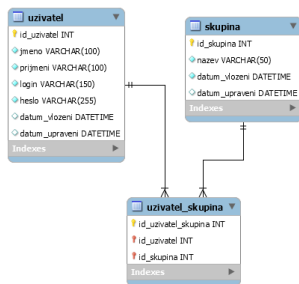 uzivatel
id_uzivatel INT
jmeno VARCHAR(100)
prijmeni VARCHAR(100)
login VARCHAR(150)
heslo VARCHAR(255)
datum_vlozeni DATETIME
datum_upraveni DATETIME
Indexes
skupina
id_skupina INT
nazev VARCHAR(50)
datum_vlozeni DATETIME
datum_upraveni DATETIME
Indexes
uzivatel_skupina
id_uzivatel_skupina INT
id_uzivatel INT
id_skupina INT
Indexes